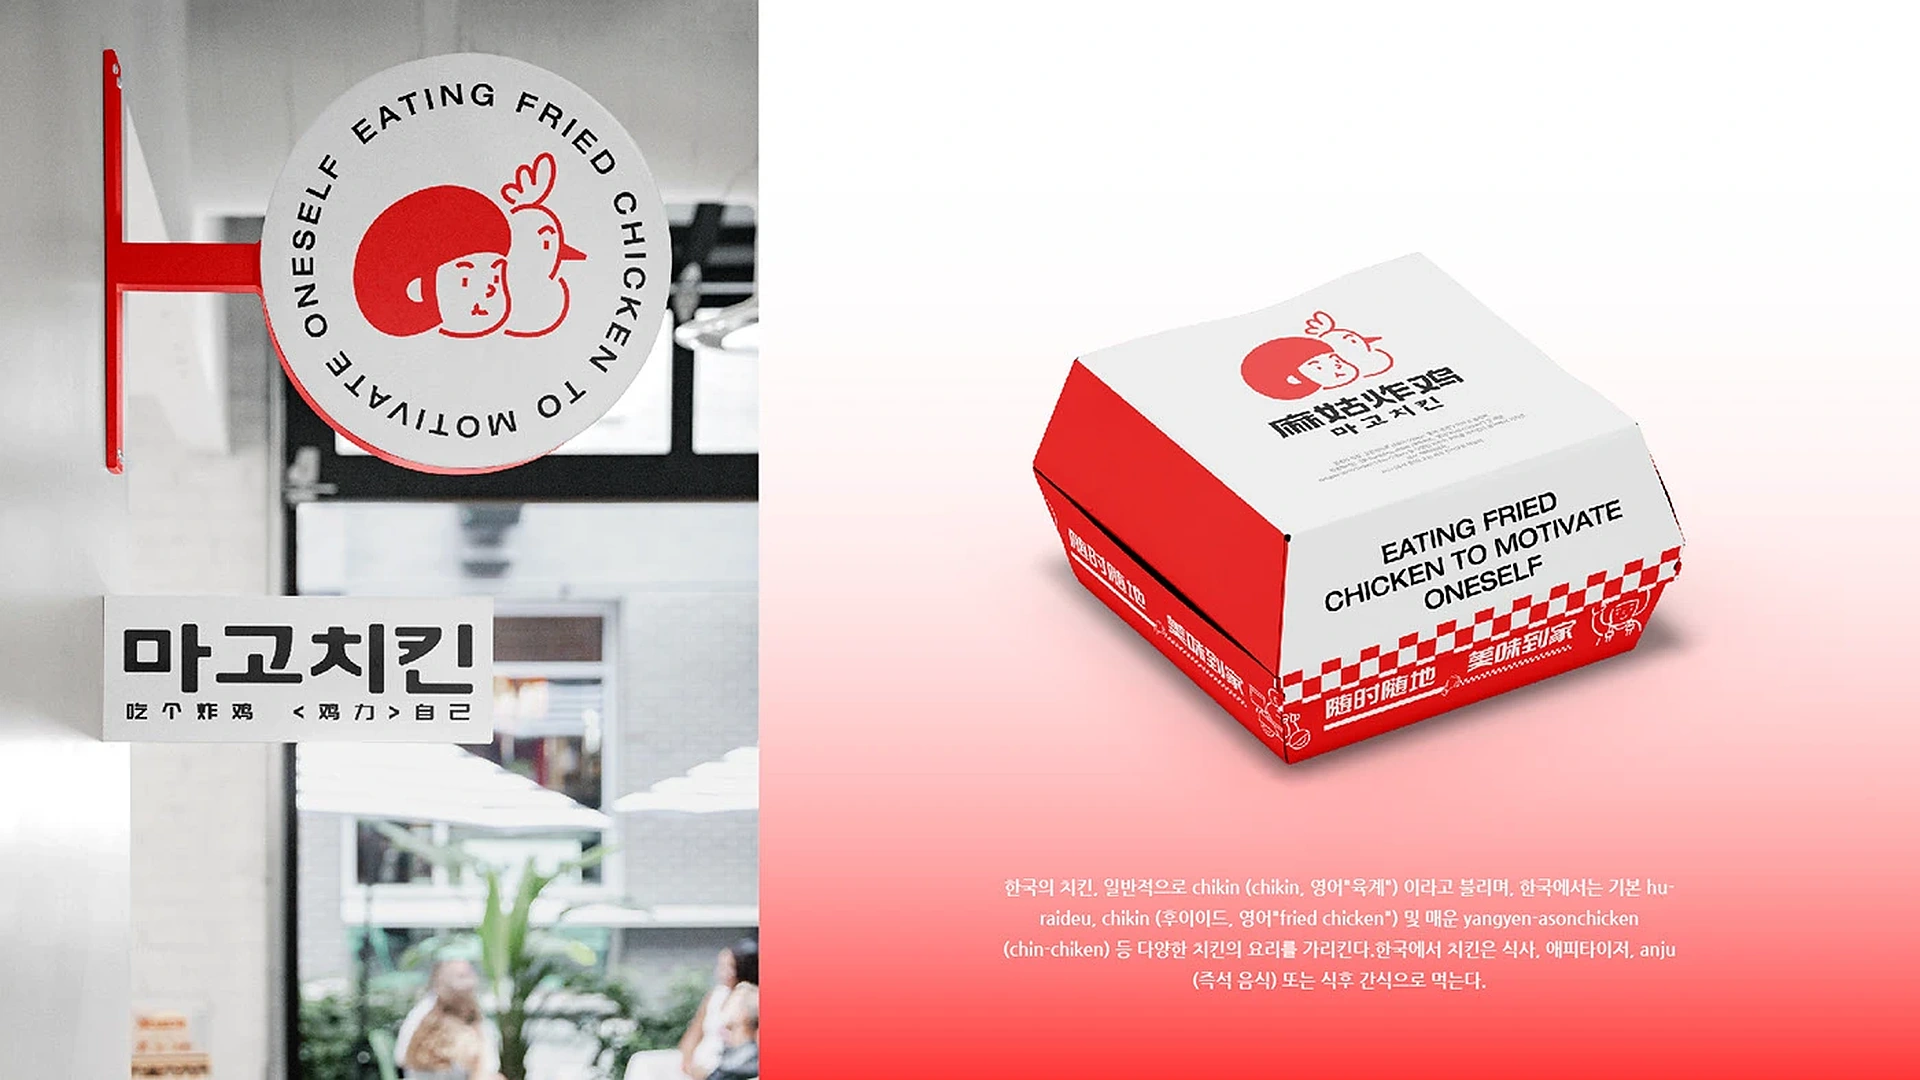 EATING FRIED CHICKEN TO MOTIVATE ONESELF
마고치킨
吃个炸鸡 <鸡力>自己
麻姑炸鸡
마고치킨
EATING FRIED
CHICKEN TO MOTIVATE
ONESELF
随时随地
美味到家
随时随地
美味到家
한국의 치킨, 일반적으로 chikin (chikin, 영어"육계") 이라고 불리며, 한국에서는 기본 hu-
raideu, chikin (후이이드, 영어"fried chicken") 및 매운 yangyen-asonchicken
(chin-chiken) 등 다양한 치킨의 요리를 가리킨다.한국에서 치킨은 식사, 애피타이저, anju
(즉석 음식) 또는 식후 간식으로 먹는다.